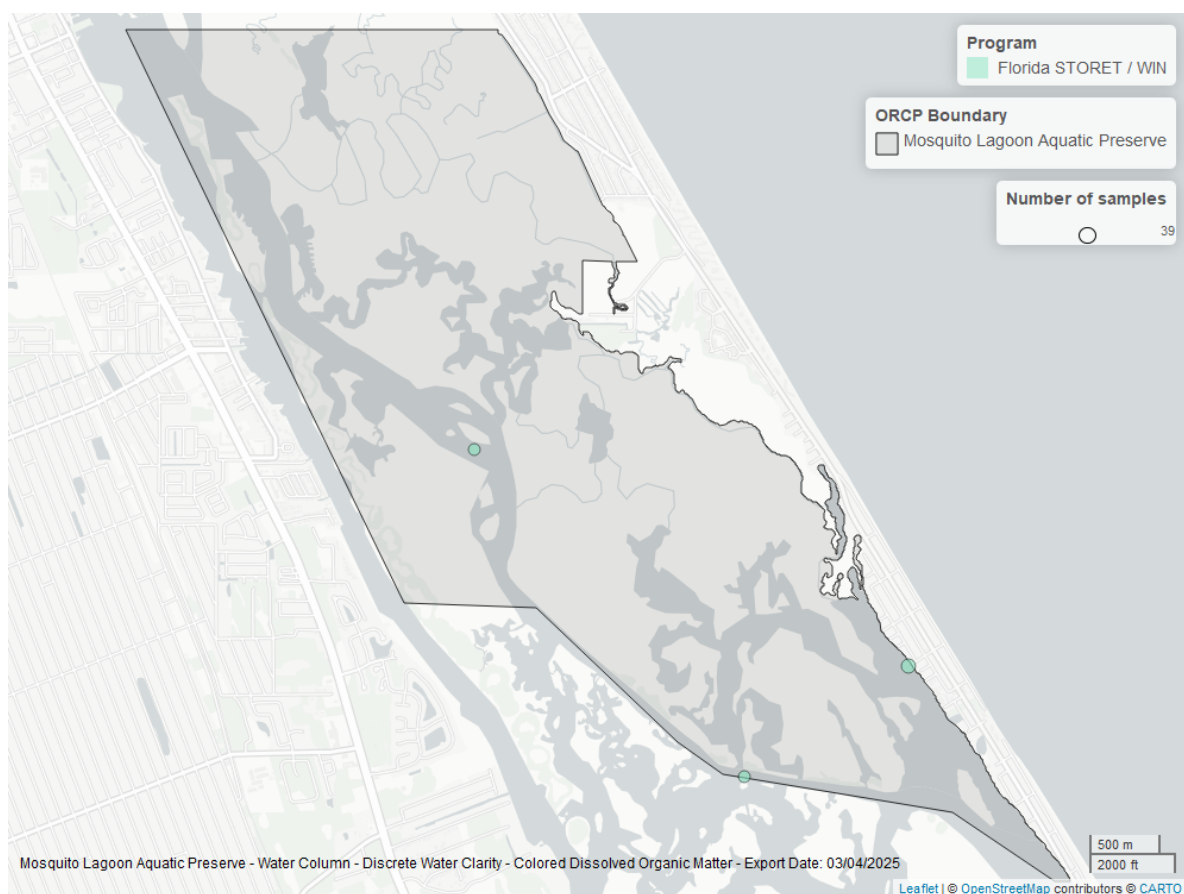 Program
Florida STORET / WIN
ORCP Boundary
Mosquito Lagoon Aquatic Preserve
Number of samples
39
500 m
2000 ft
Mosquito Lagoon Aquatic Preserve - Water Column - Discrete Water Clarity - Colored Dissolved Organic Matter - Export Date: 03/04/2025
Leaflet | © OpenStreetMap contributors © CARTO